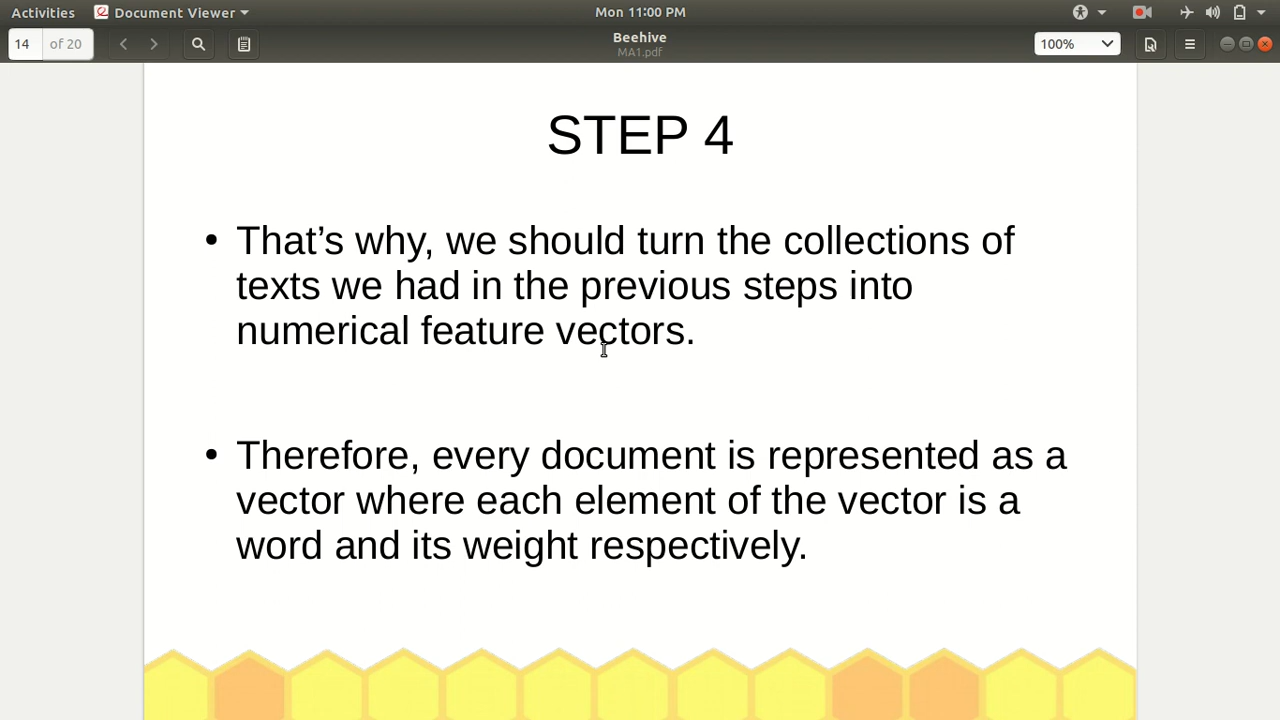 Activities Document Viewer Mon 11:00 PM
14 of 20 Beehive 100%
MA1.pdf
STEP 4
• That’s why, we should turn the collections of
texts we had in the previous steps into
numerical feature vectors.
• Therefore, every document is represented as a
vector where each element of the vector is a
word and its weight respectively.